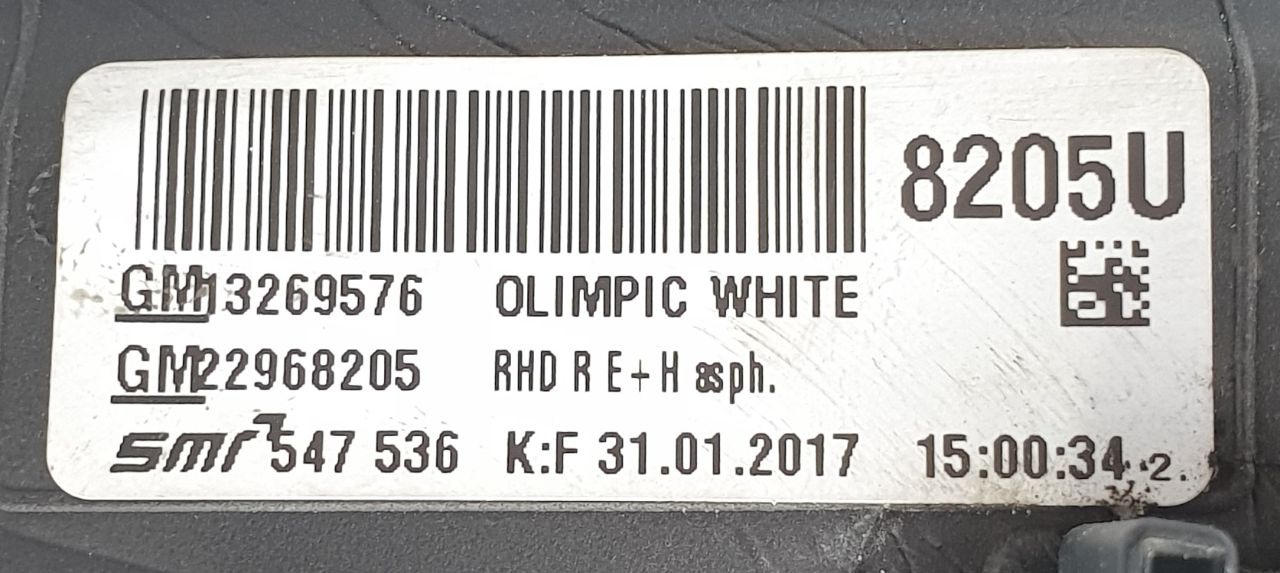 8205U
GM13269576 OLIMPIC WHITE
GM22968205 RHD R E+H asph.
smr 547 536 K:F 31.01.2017 15:00:34 2.